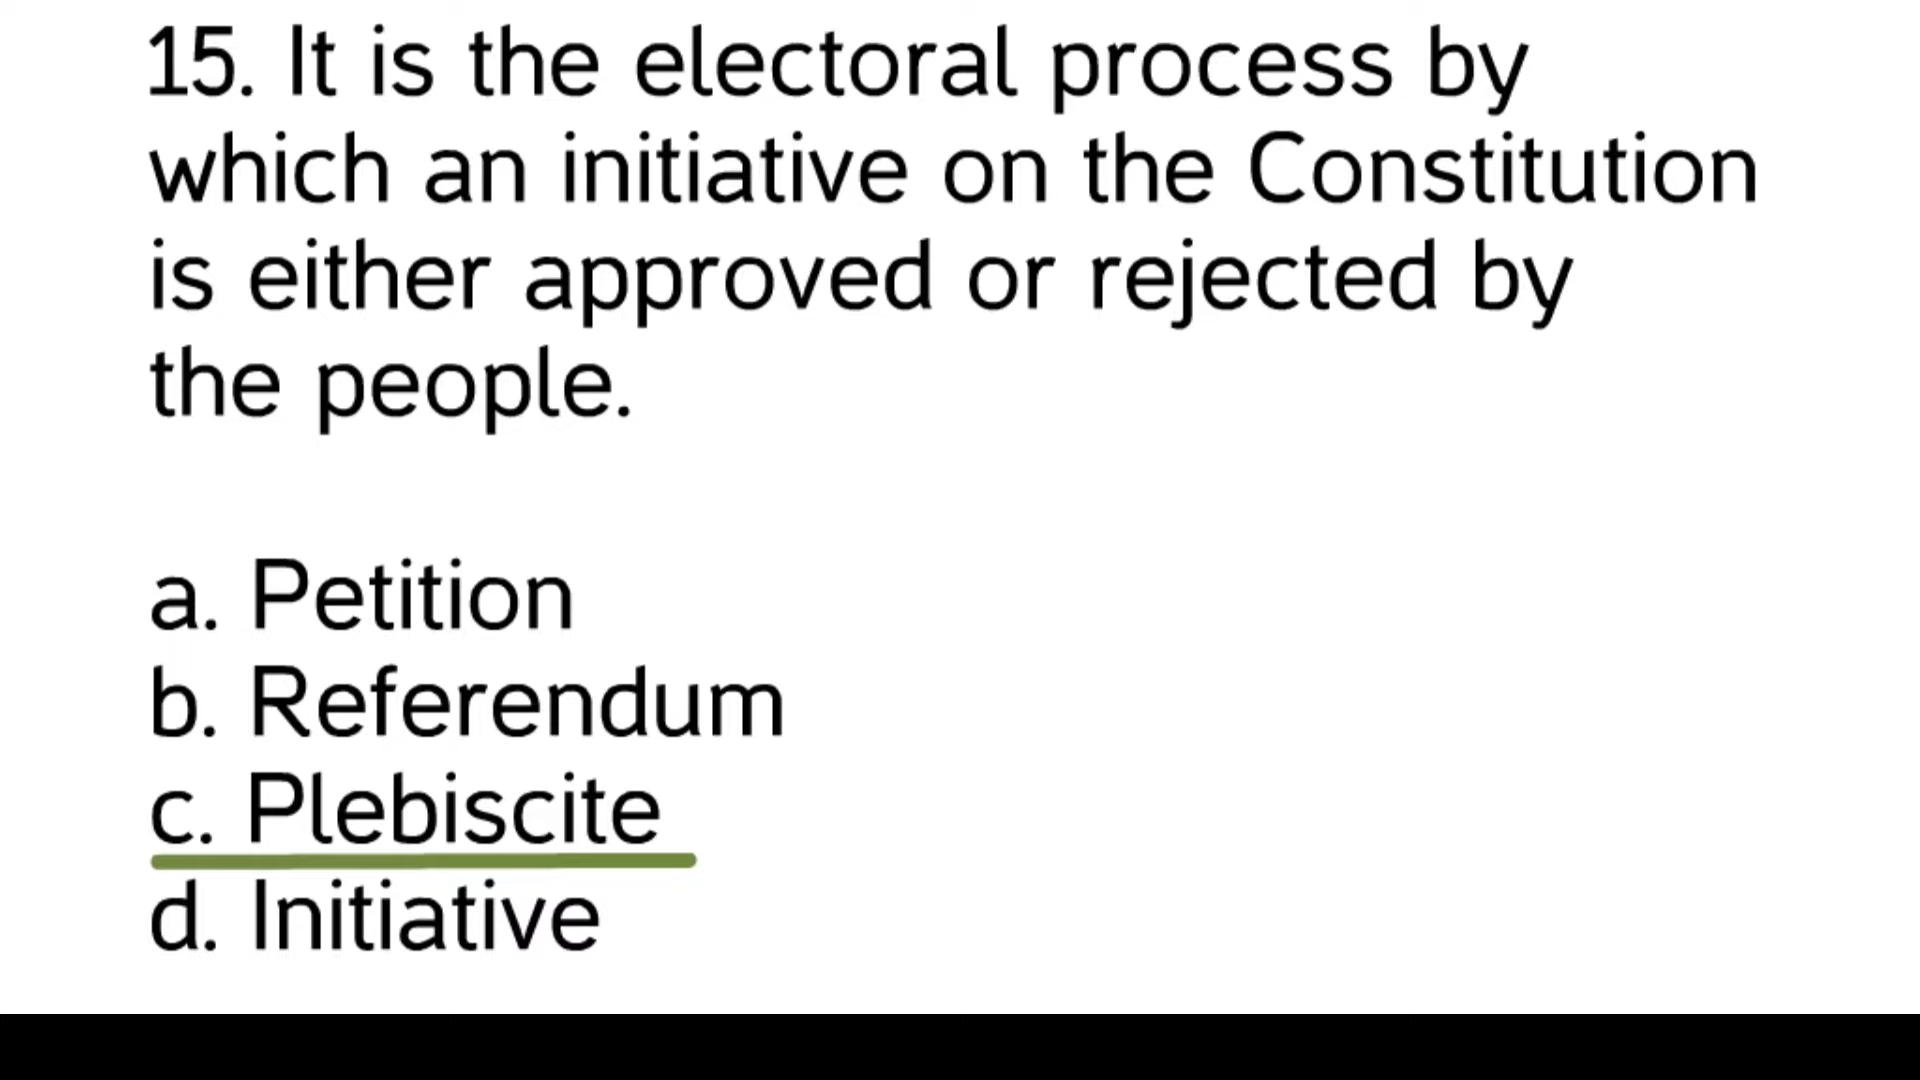 15. It is the electoral process by
which an initiative on the Constitution
is either approved or rejected by
the people.
a. Petition
b. Referendum
c. Plebiscite
d. Initiative